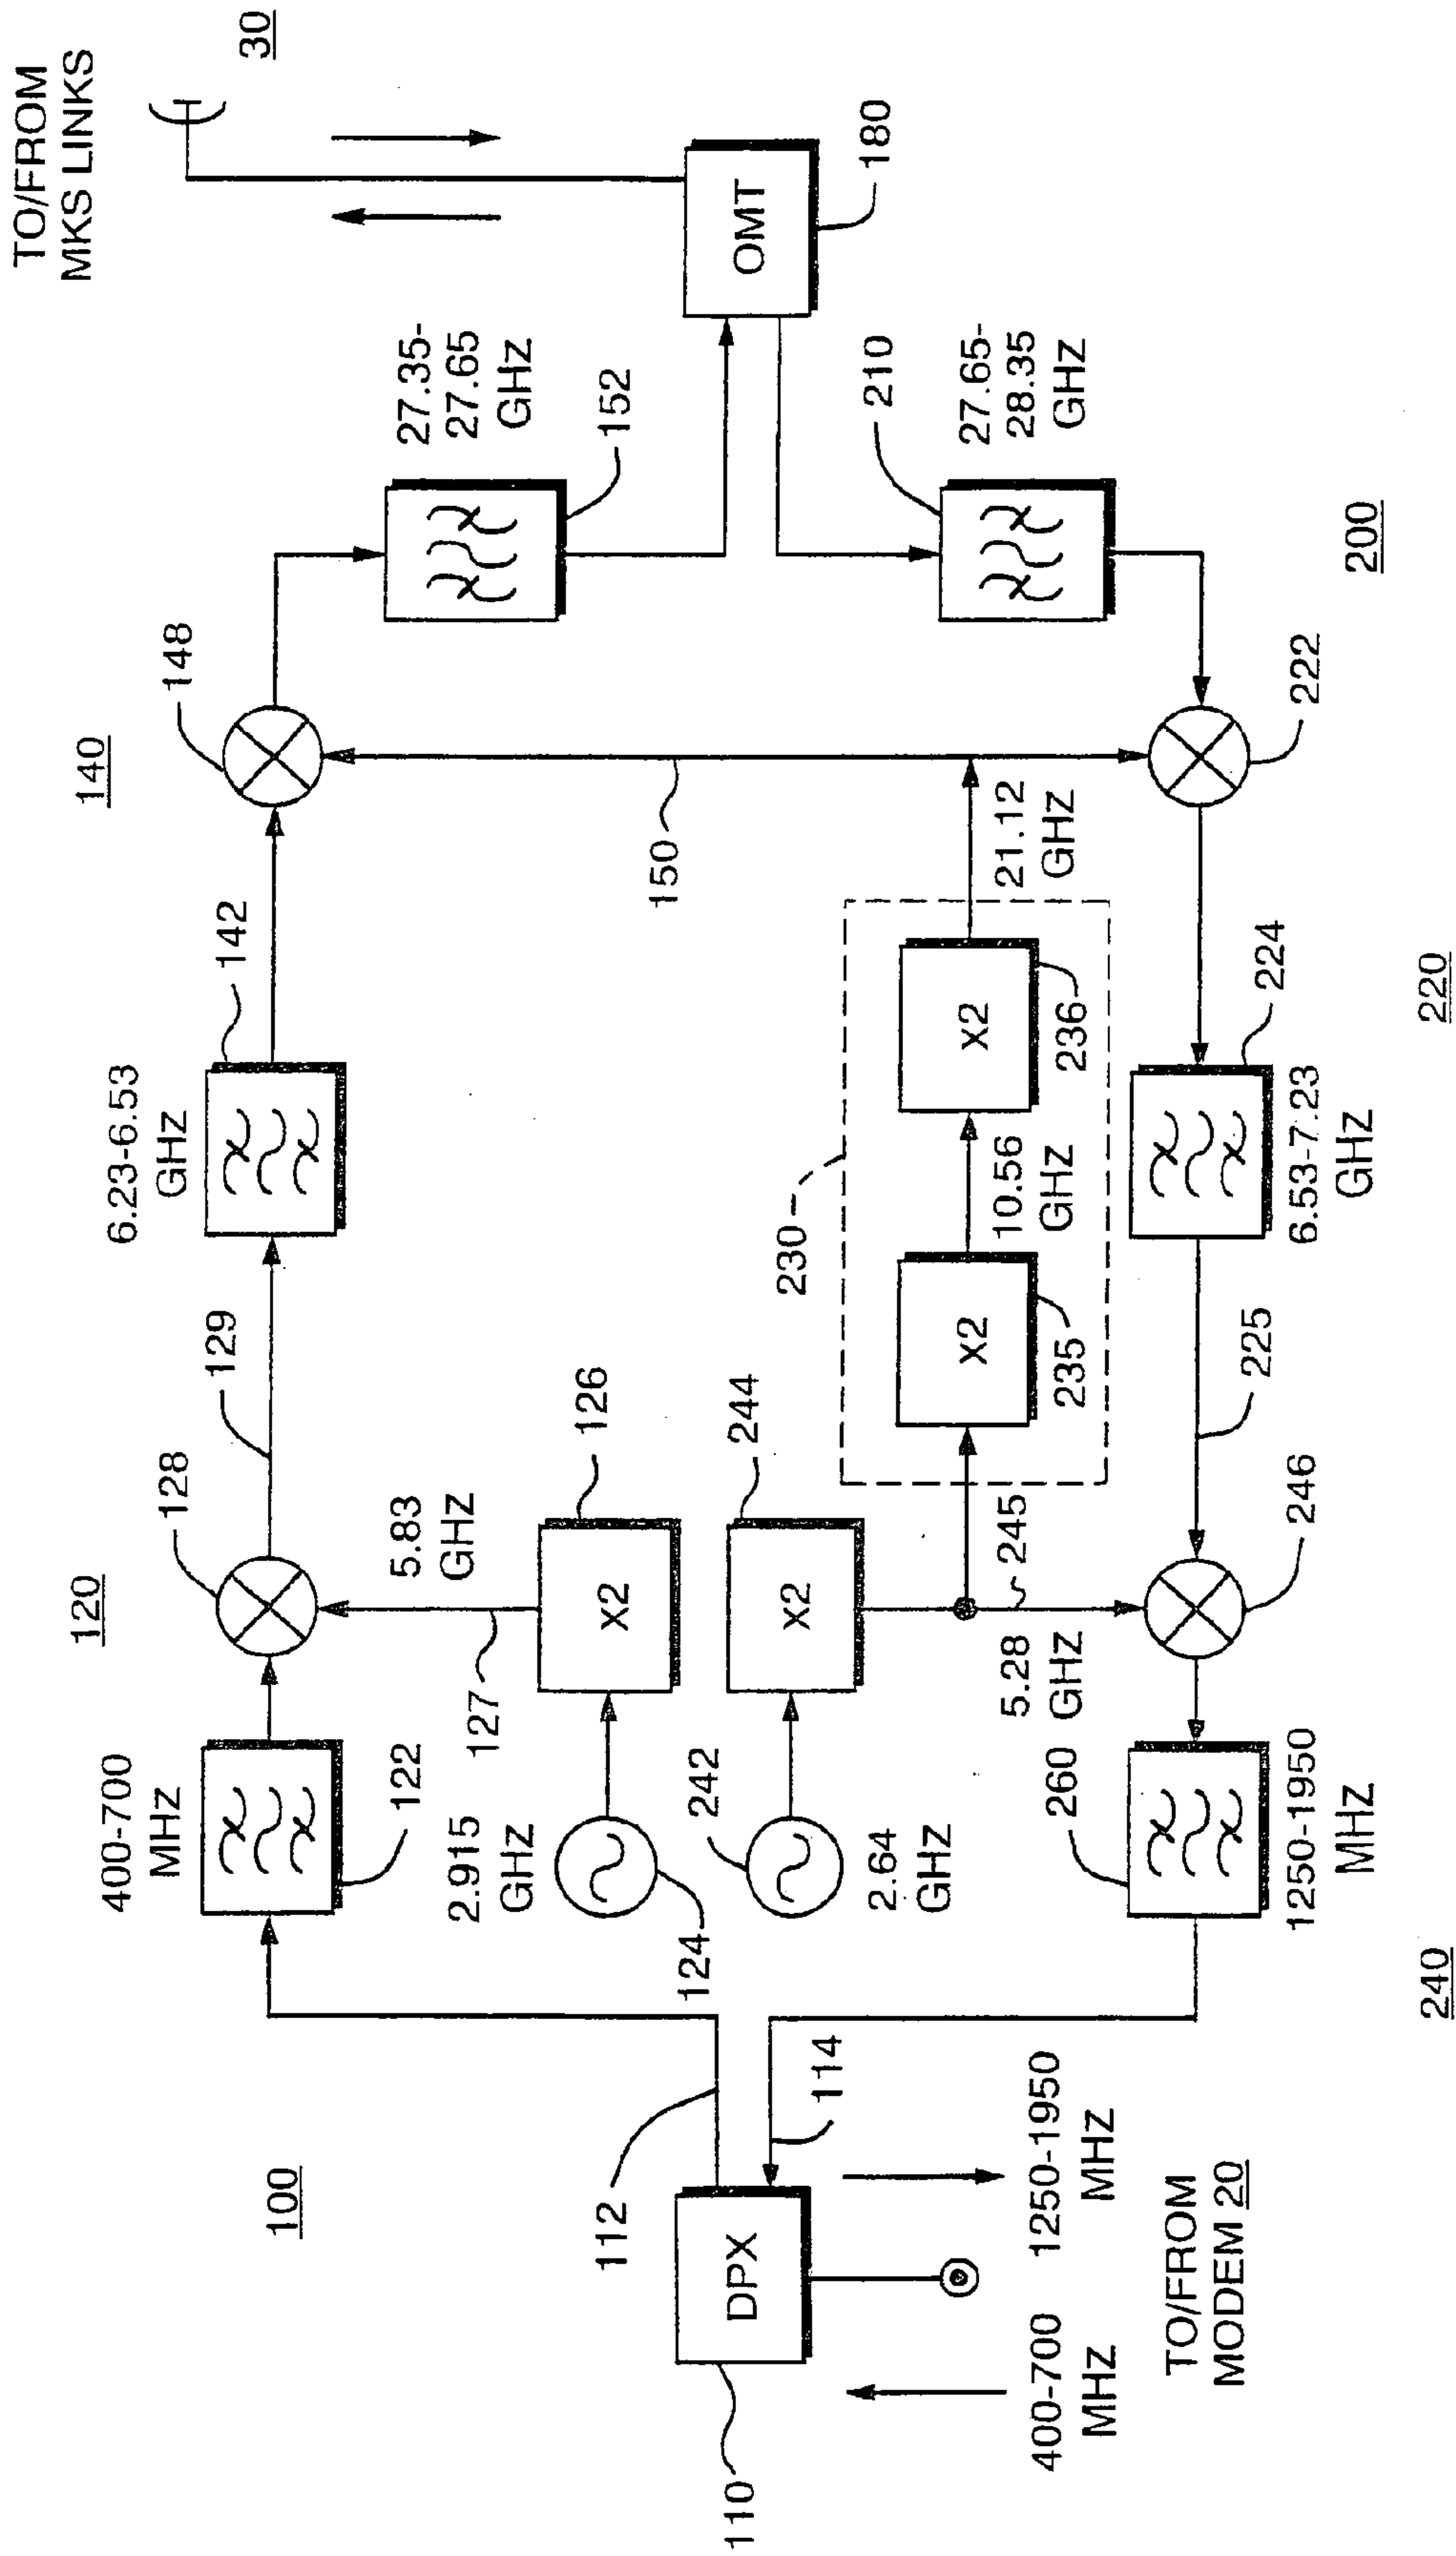 TO/FROM
MKS LINKS
30
180
OMT
27.35-
27.65
GHZ
152
210
27.65-
28.35
GHZ
200
148
140
150
222
21.12
GHZ
142
6.23-6.53
GHZ
X2
236
224
220
10.56
GHZ
230
6.53-7.23
GHZ
X2
235
129
225
128
126
244
246
120
5.83
GHZ
X2
X2
245
127
5.28
GHZ
400-700
MHZ
122
2.915
GHZ
124
242
2.64
GHZ
260
1250-1950
MHZ
240
100
112
114
DPX
110
1250-1950
MHZ
400-700
MHZ
TO/FROM
MODEM 20